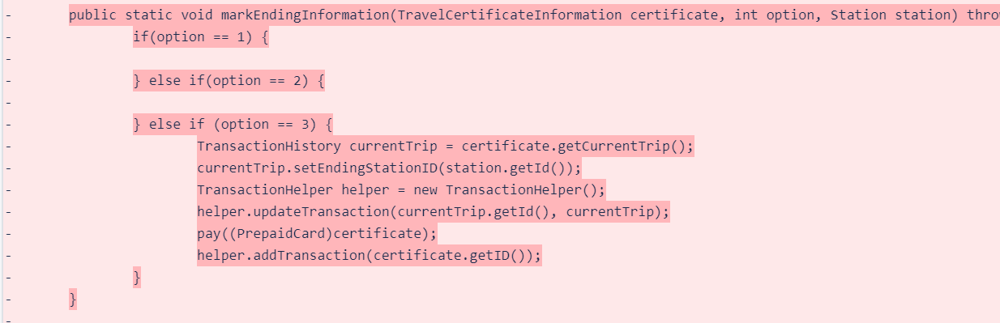 - public static void markEndingInformation(TravelCertificateInformation certificate, int option, Station station) thro
- if(option == 1) {
-
- } else if(option == 2) {
-
- } else if (option == 3) {
- TransactionHistory currentTrip = certificate.getCurrentTrip();
- currentTrip.setEndingStationID(station.getId());
- TransactionHelper helper = new TransactionHelper();
- helper.updateTransaction(currentTrip.getId(), currentTrip);
- pay((PrepaidCard)certificate);
- helper.addTransaction(certificate.getID());
- }
- }
-